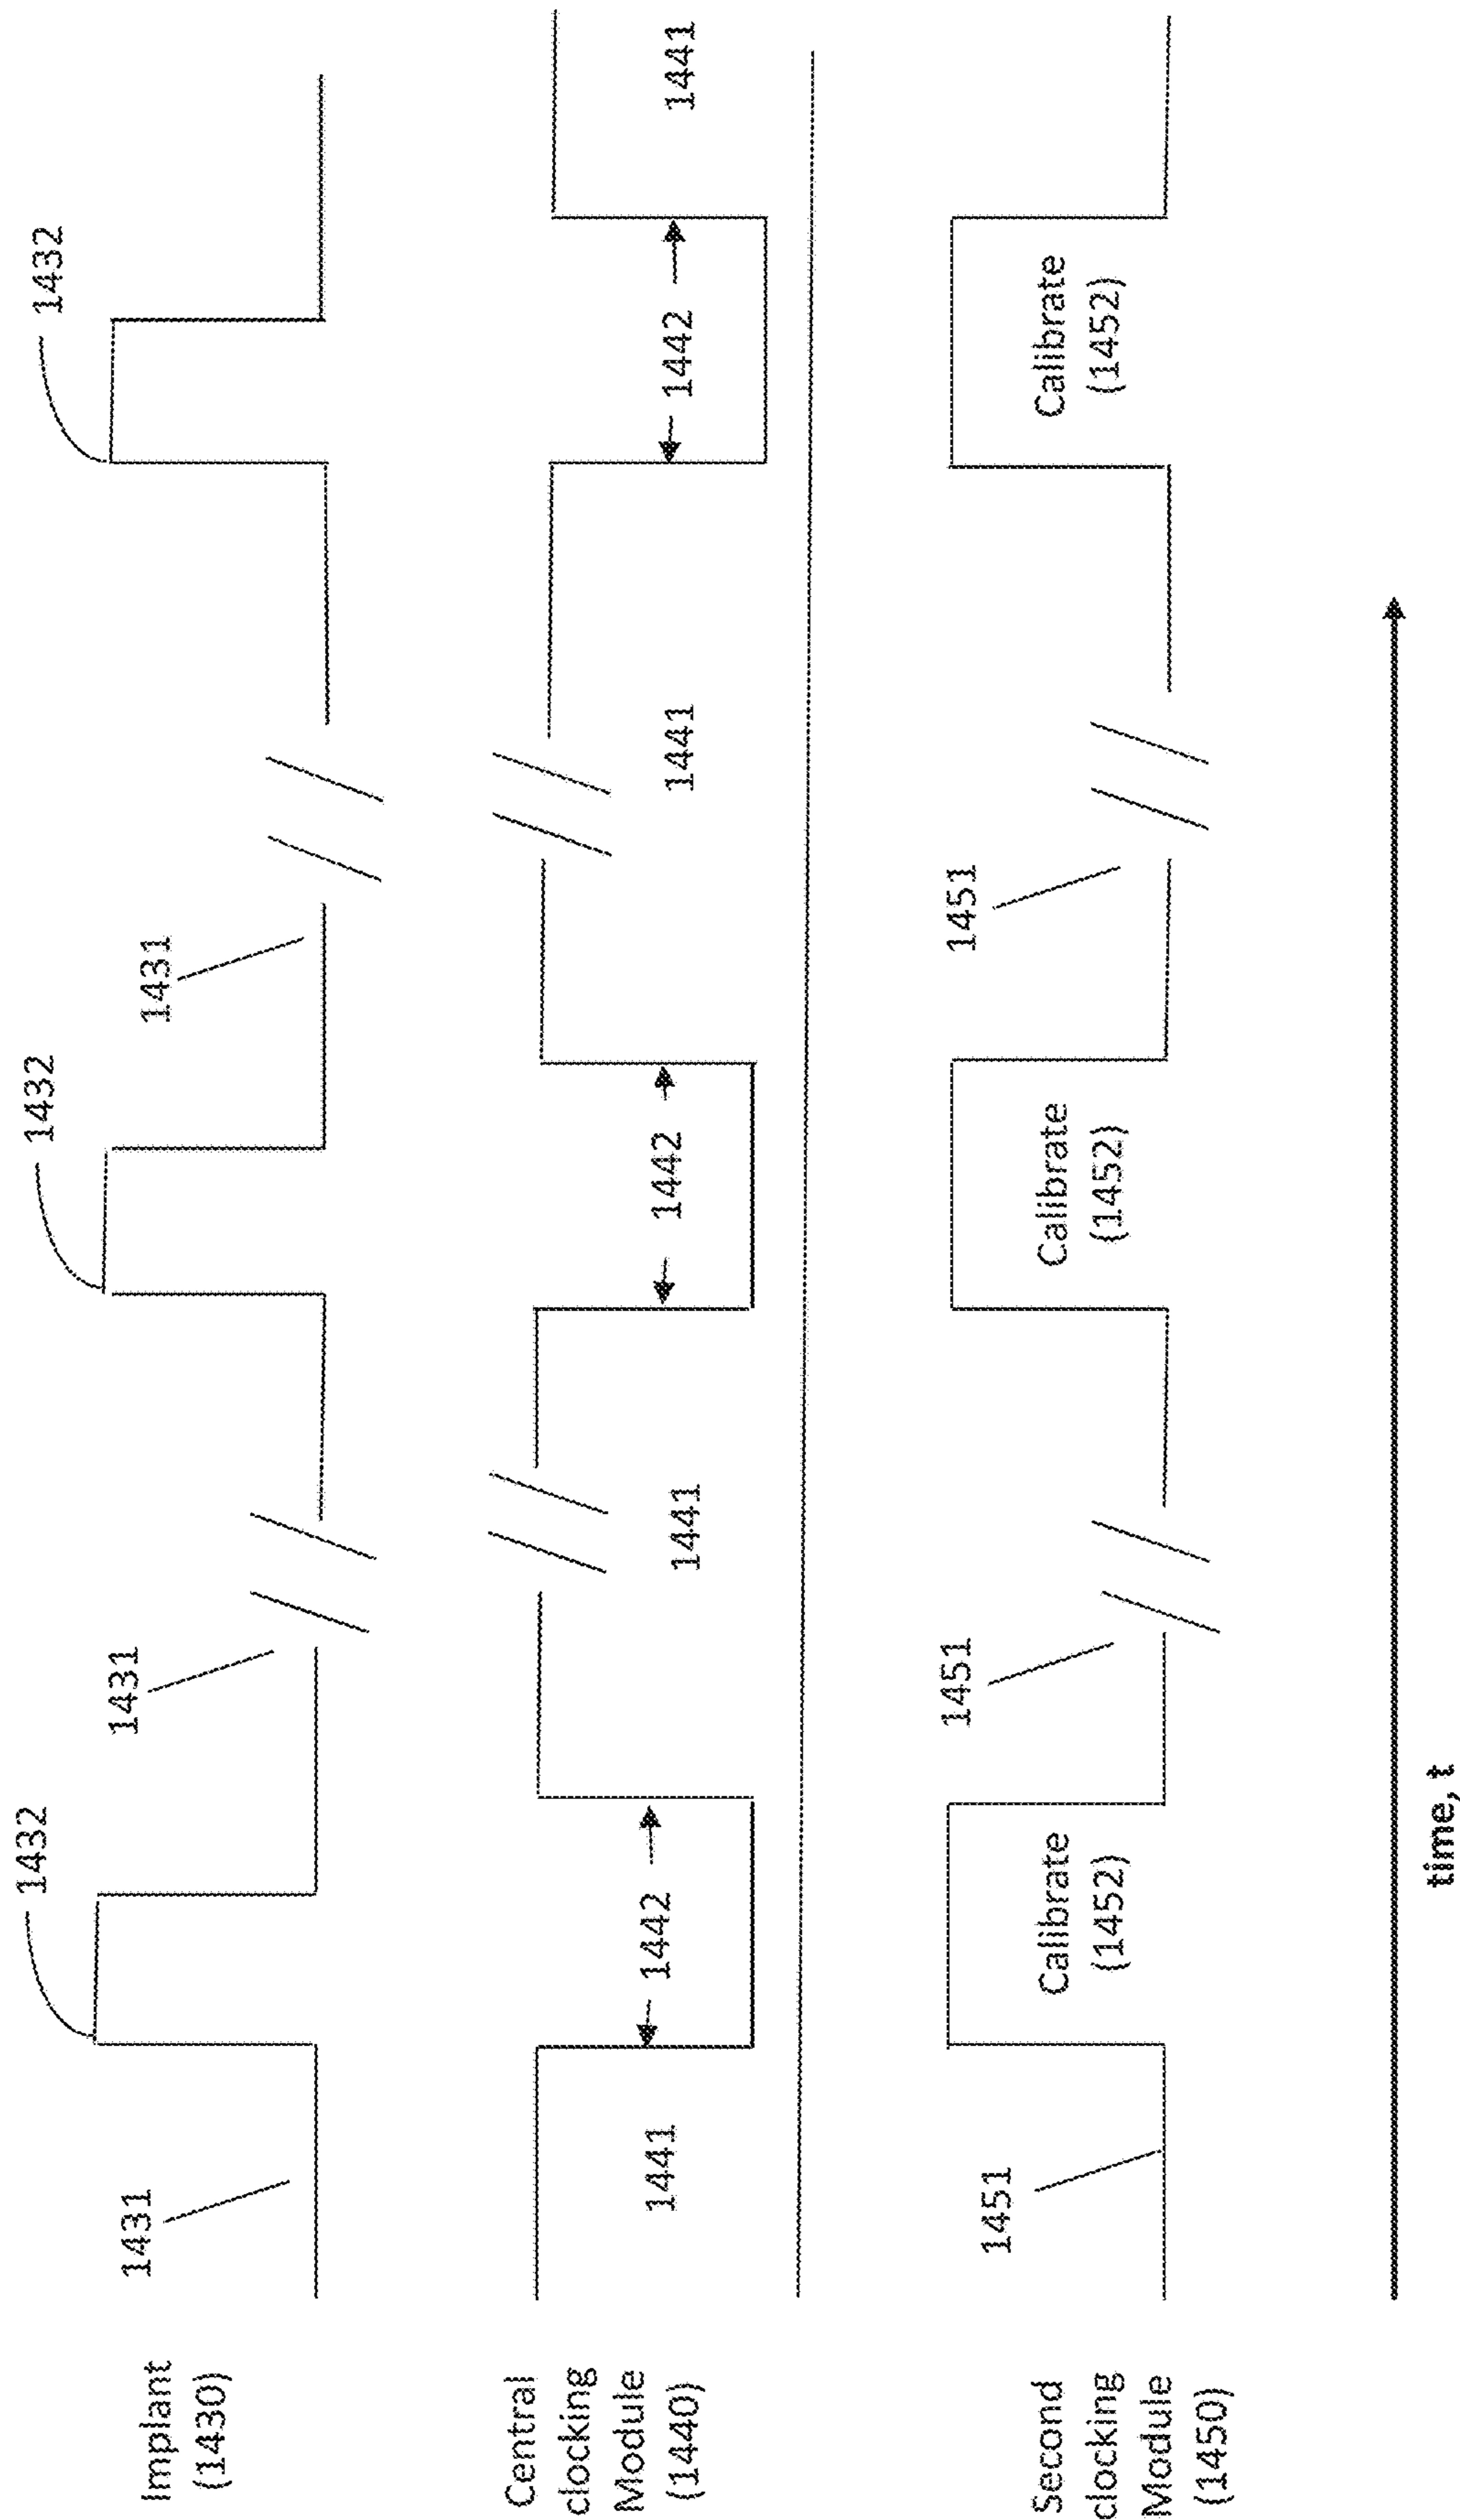 Implant
(1430)
1431
1432
1431
1432
1431
1432
Central
clocking
Module
(1440)
1441
1442
1441
1442
1441
1442
1441
Second
clocking
Module
(1450)
1451
Calibrate
(1452)
1451
Calibrate
(1452)
1451
Calibrate
(1452)
time, t